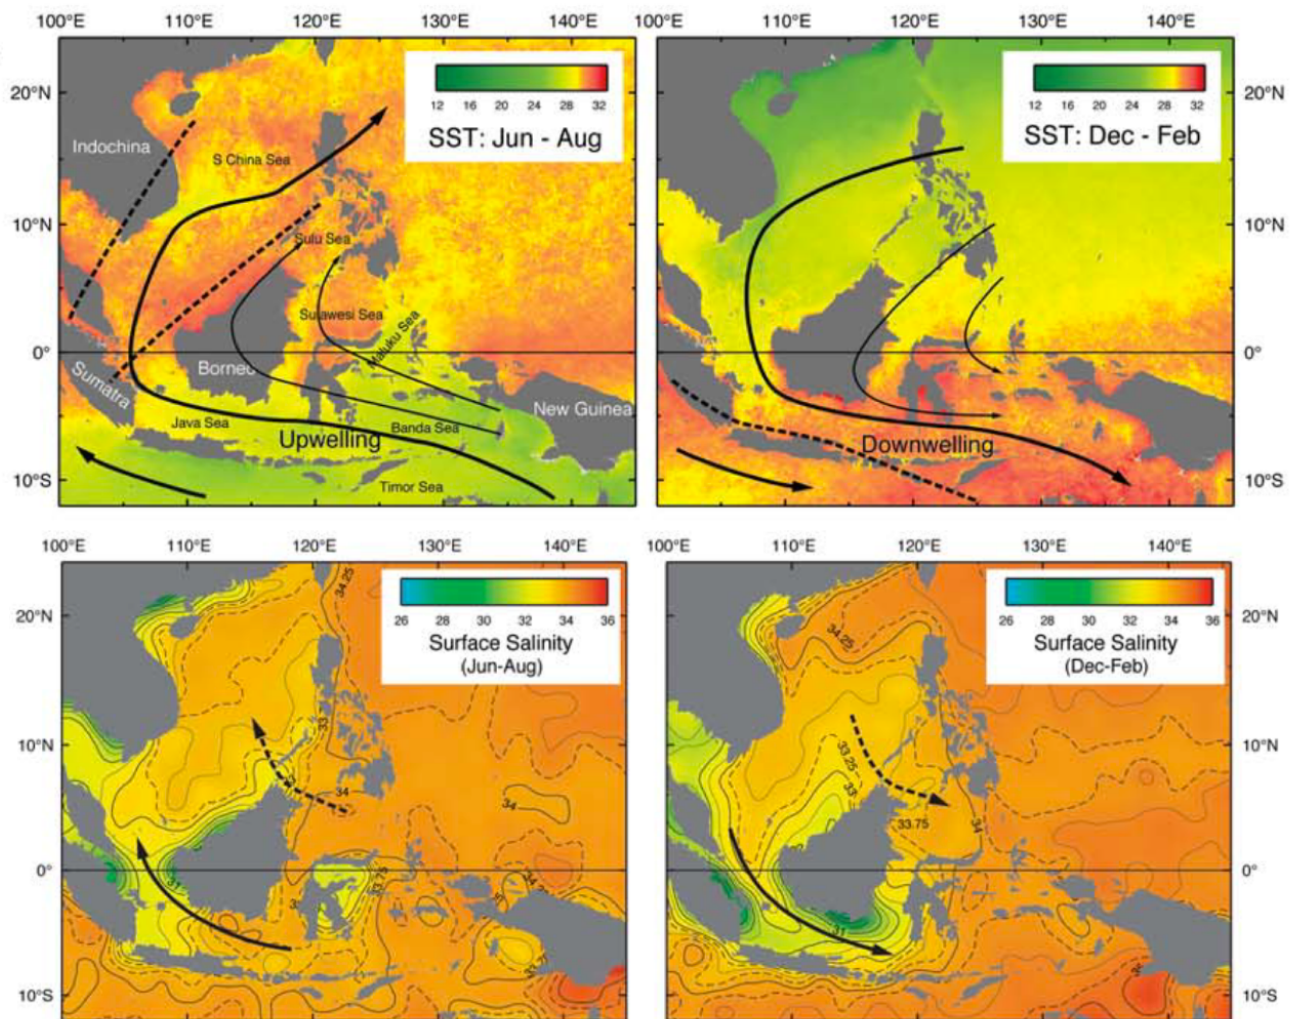 100°E 110°E 120°E 130°E 140°E
100°E 110°E 120°E 130°E 140°E
12 16 20 24 28 32
SST: Jun - Aug
12 16 20 24 28 32
SST: Dec - Feb
20°N
20°N
Indochina
S China Sea
10°N
10°N
Sulu Sea
Sulawesi Sea
Maluku Sea
0°
0°
Sumatra
Borneo
New Guinea
Java Sea
Banda Sea
Upwelling
Downwelling
Timor Sea
10°S
10°S
100°E 110°E 120°E 130°E 140°E
100°E 110°E 120°E 130°E 140°E
26 28 30 32 34 36
Surface Salinity
(Jun-Aug)
26 28 30 32 34 36
Surface Salinity
(Dec-Feb)
34.25
34.25
20°N
20°N
33
10°N
10°N
33.25
33
34
34
34
33.75
0°
0°
31
33.75
31
10°S
10°S